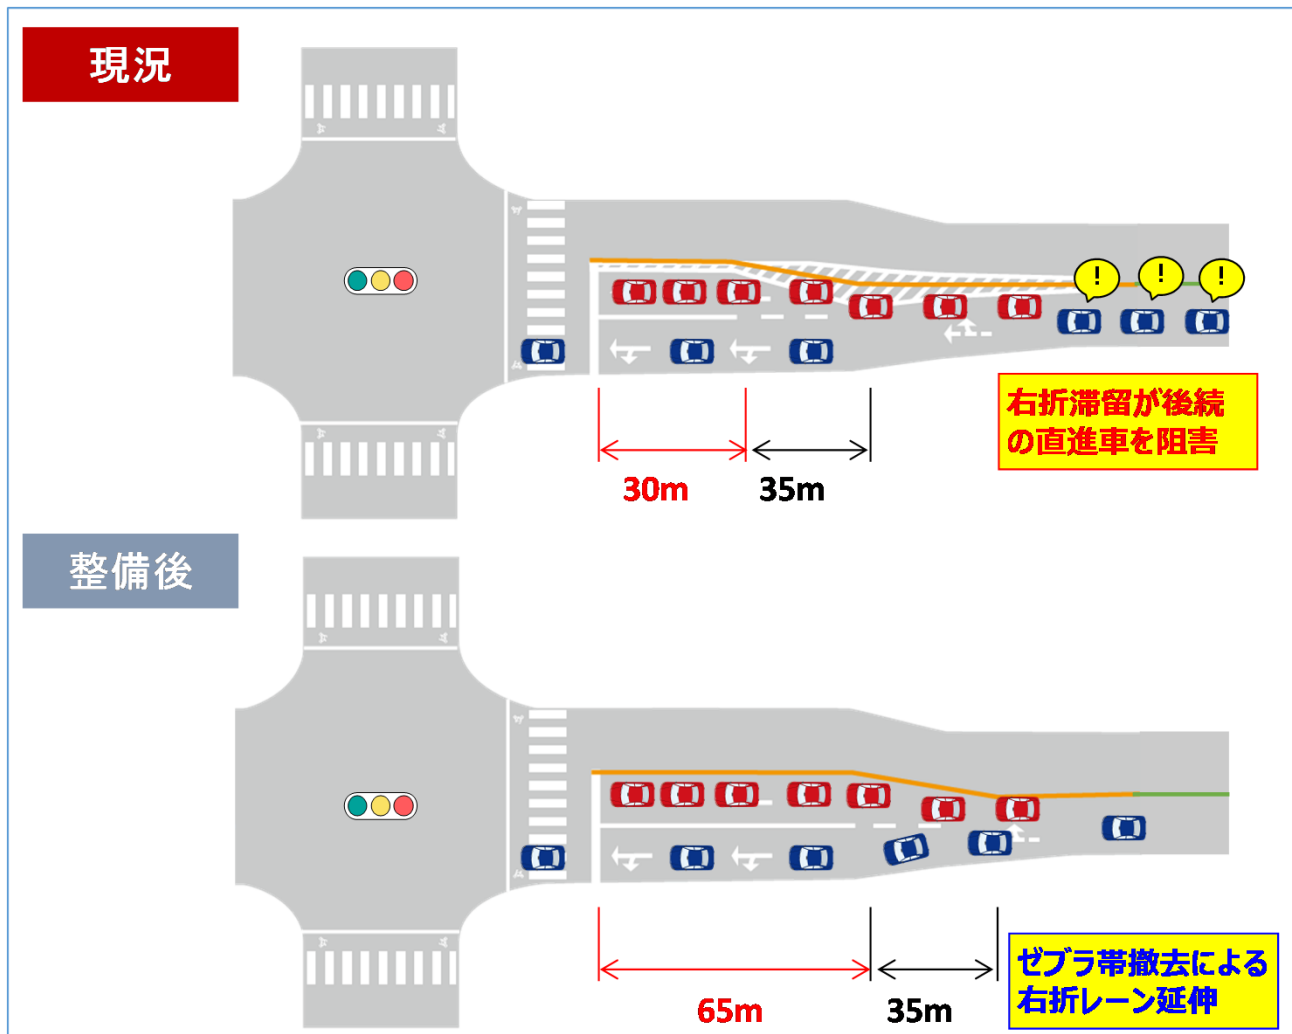 現況
!
!
!
右折滞留が後続
の直進車を阻害
30m
35m
整備後
65m
35m
ゼブラ帯撤去による
右折レーン延伸